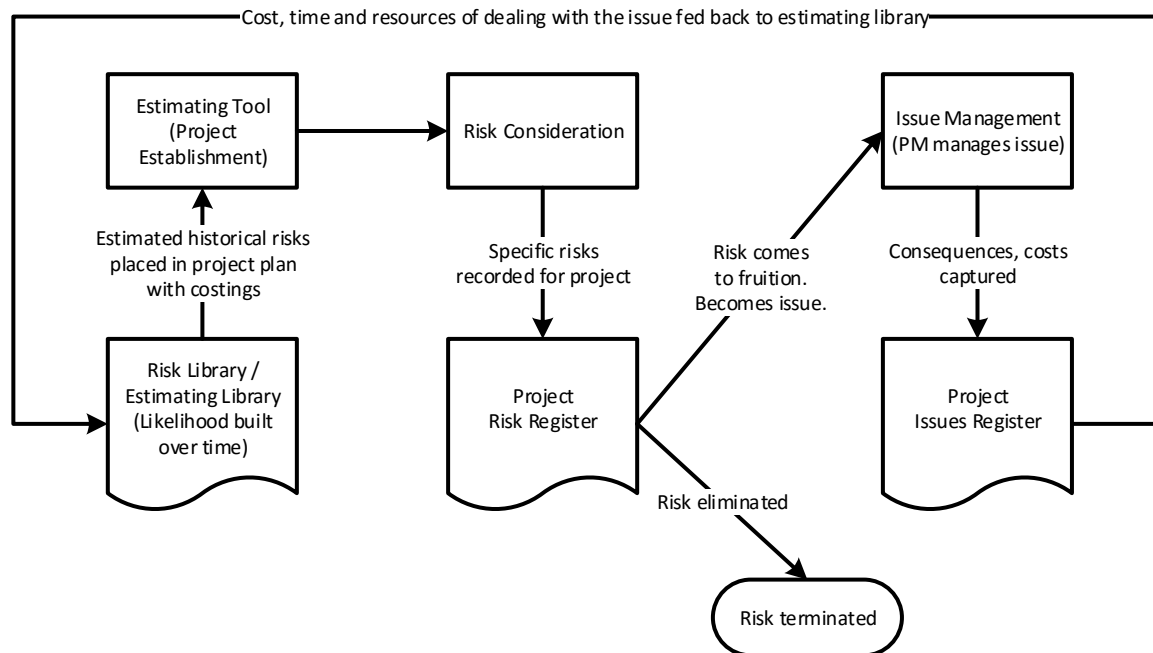 Cost, time and resources of dealing with the issue fed back to estimating library
Estimating Tool
(Project
Establishment)
Risk Consideration
Issue Management
(PM manages issue)
Estimated historical risks
placed in project plan
with costings
Specific risks
recorded for project
Risk comes
to fruition.
Becomes issue.
Consequences, costs
captured
Risk Library /
Estimating Library
(Likelihood built
over time)
Project
Risk Register
Project
Issues Register
Risk eliminated
Risk terminated